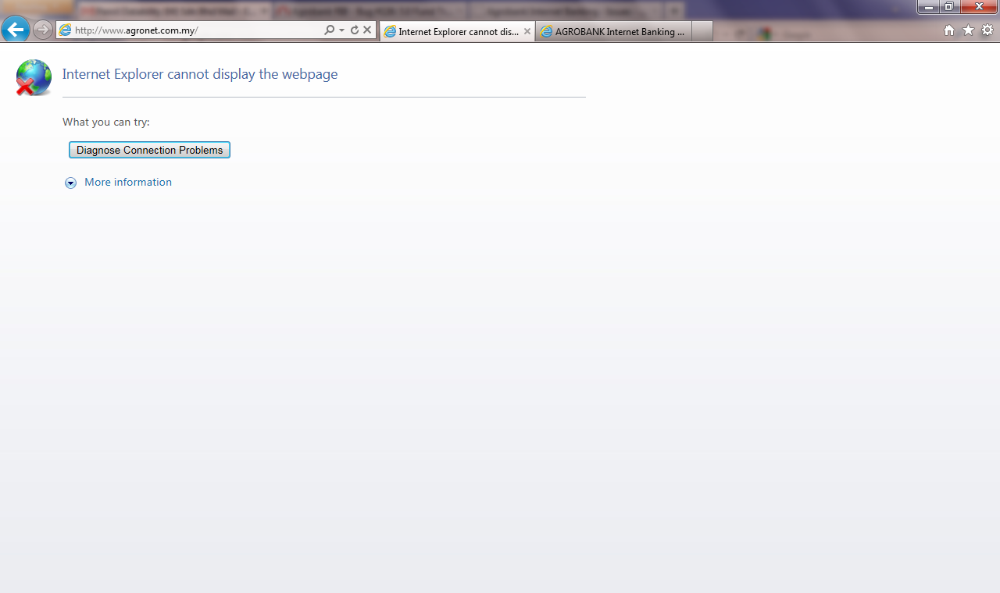 http://www.agronet.com.my/
Internet Explorer cannot dis...
AGROBANK Internet Banking ...
Internet Explorer cannot display the webpage
What you can try:
Diagnose Connection Problems
More information